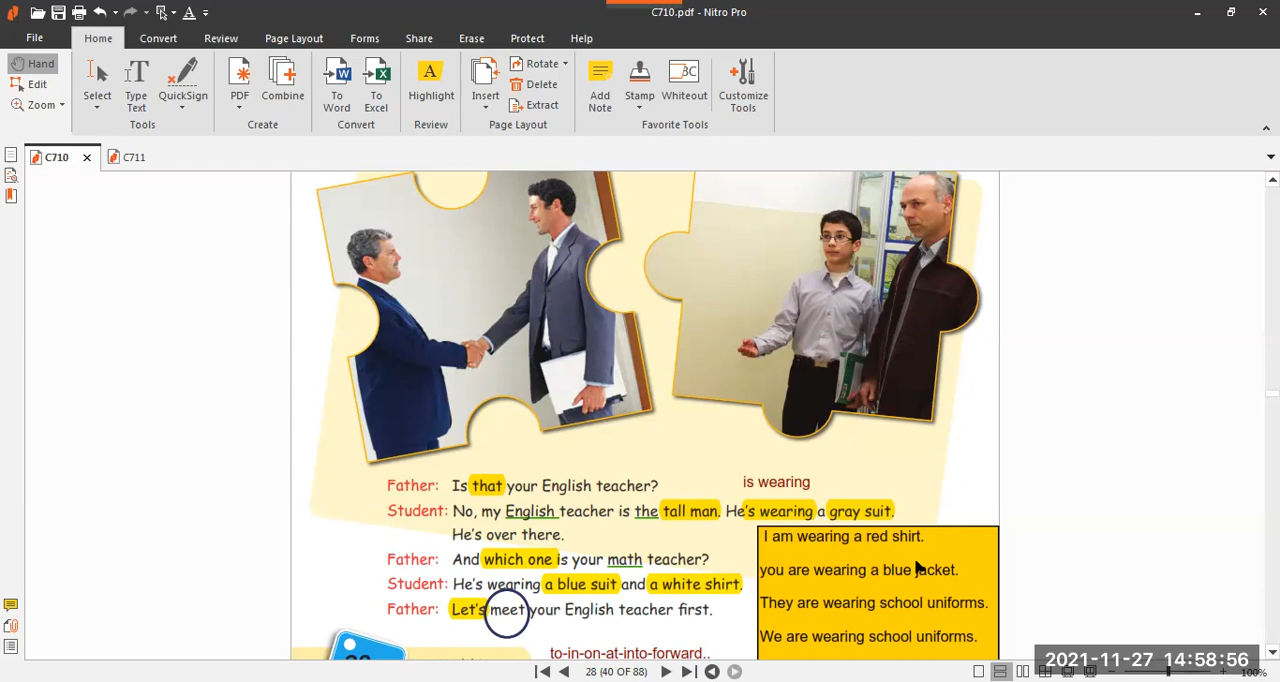 C710.pdf - Nitro Pro
File Home Convert Review Page Layout Forms Share Erase Protect Help
Hand
Edit
Zoom
Select
Type Text
QuickSign
Tools
PDF
Combine
Create
To Word
To Excel
Convert
Highlight
Review
Insert
Rotate
Delete
Extract
Page Layout
Add Note
Stamp
Whiteout
Favorite Tools
Customize Tools
C710 C711
Father: Is that your English teacher?
is wearing
Student: No, my English teacher is the tall man. He's wearing a gray suit.
He's over there.
Father: And which one is your math teacher?
Student: He's wearing a blue suit and a white shirt.
Father: Let's meet your English teacher first.
I am wearing a red shirt.
you are wearing a blue jacket.
They are wearing school uniforms.
We are wearing school uniforms.
to-in-on-at-into-forward..
28 (40 OF 88)
2021-11-27 14:58:56
100%